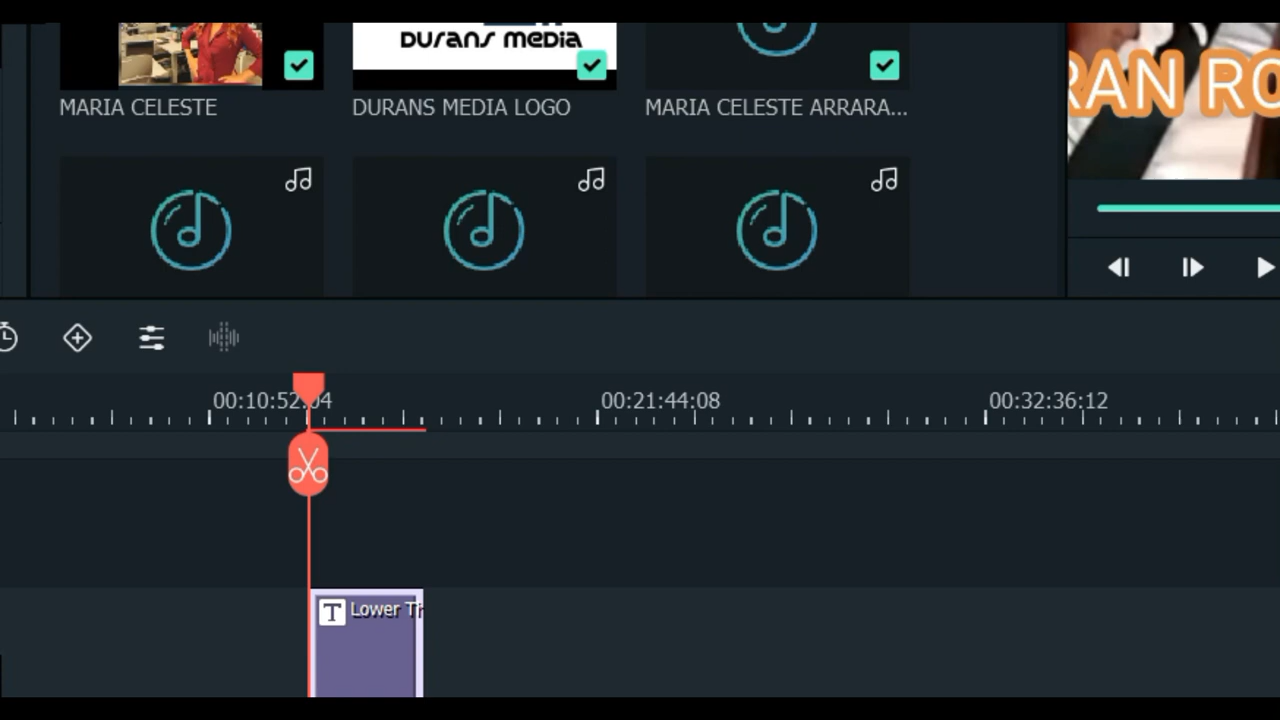 DURANS MEDIA
RAN RO
MARIA CELESTE
DURANS MEDIA LOGO
MARIA CELESTE ARRARA...
00:10:52:04
00:21:44:08
00:32:36:12
T Lower Th